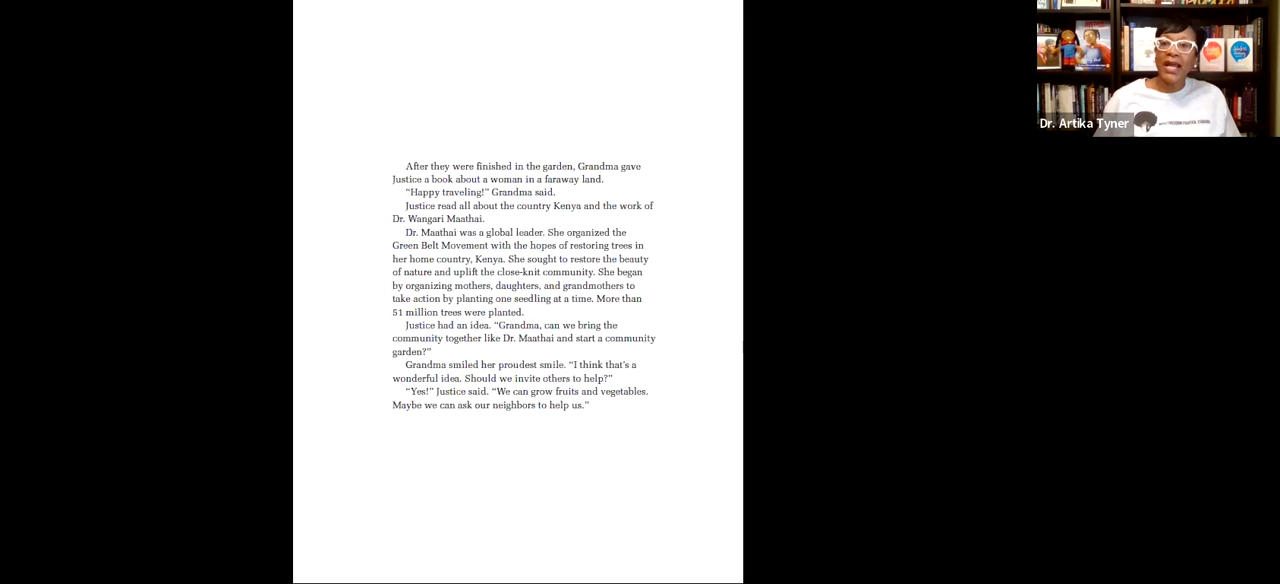 After they were finished in the garden, Grandma gave
Justice a book about a woman in a faraway land.
“Happy traveling!” Grandma said.
Justice read all about the country Kenya and the work of
Dr. Wangari Maathai.
Dr. Maathai was a global leader. She organized the
Green Belt Movement with the hopes of restoring trees in
her home country, Kenya. She sought to restore the beauty
of nature and uplift the close-knit community. She began
by organizing mothers, daughters, and grandmothers to
take action by planting one seedling at a time. More than
51 million trees were planted.
Justice had an idea. “Grandma, can we bring the
community together like Dr. Maathai and start a community
garden?”
Grandma smiled her proudest smile. “I think that’s a
wonderful idea. Should we invite others to help?”
“Yes!” Justice said. “We can grow fruits and vegetables.
Maybe we can ask our neighbors to help us.”
Dr. Artika Tyner